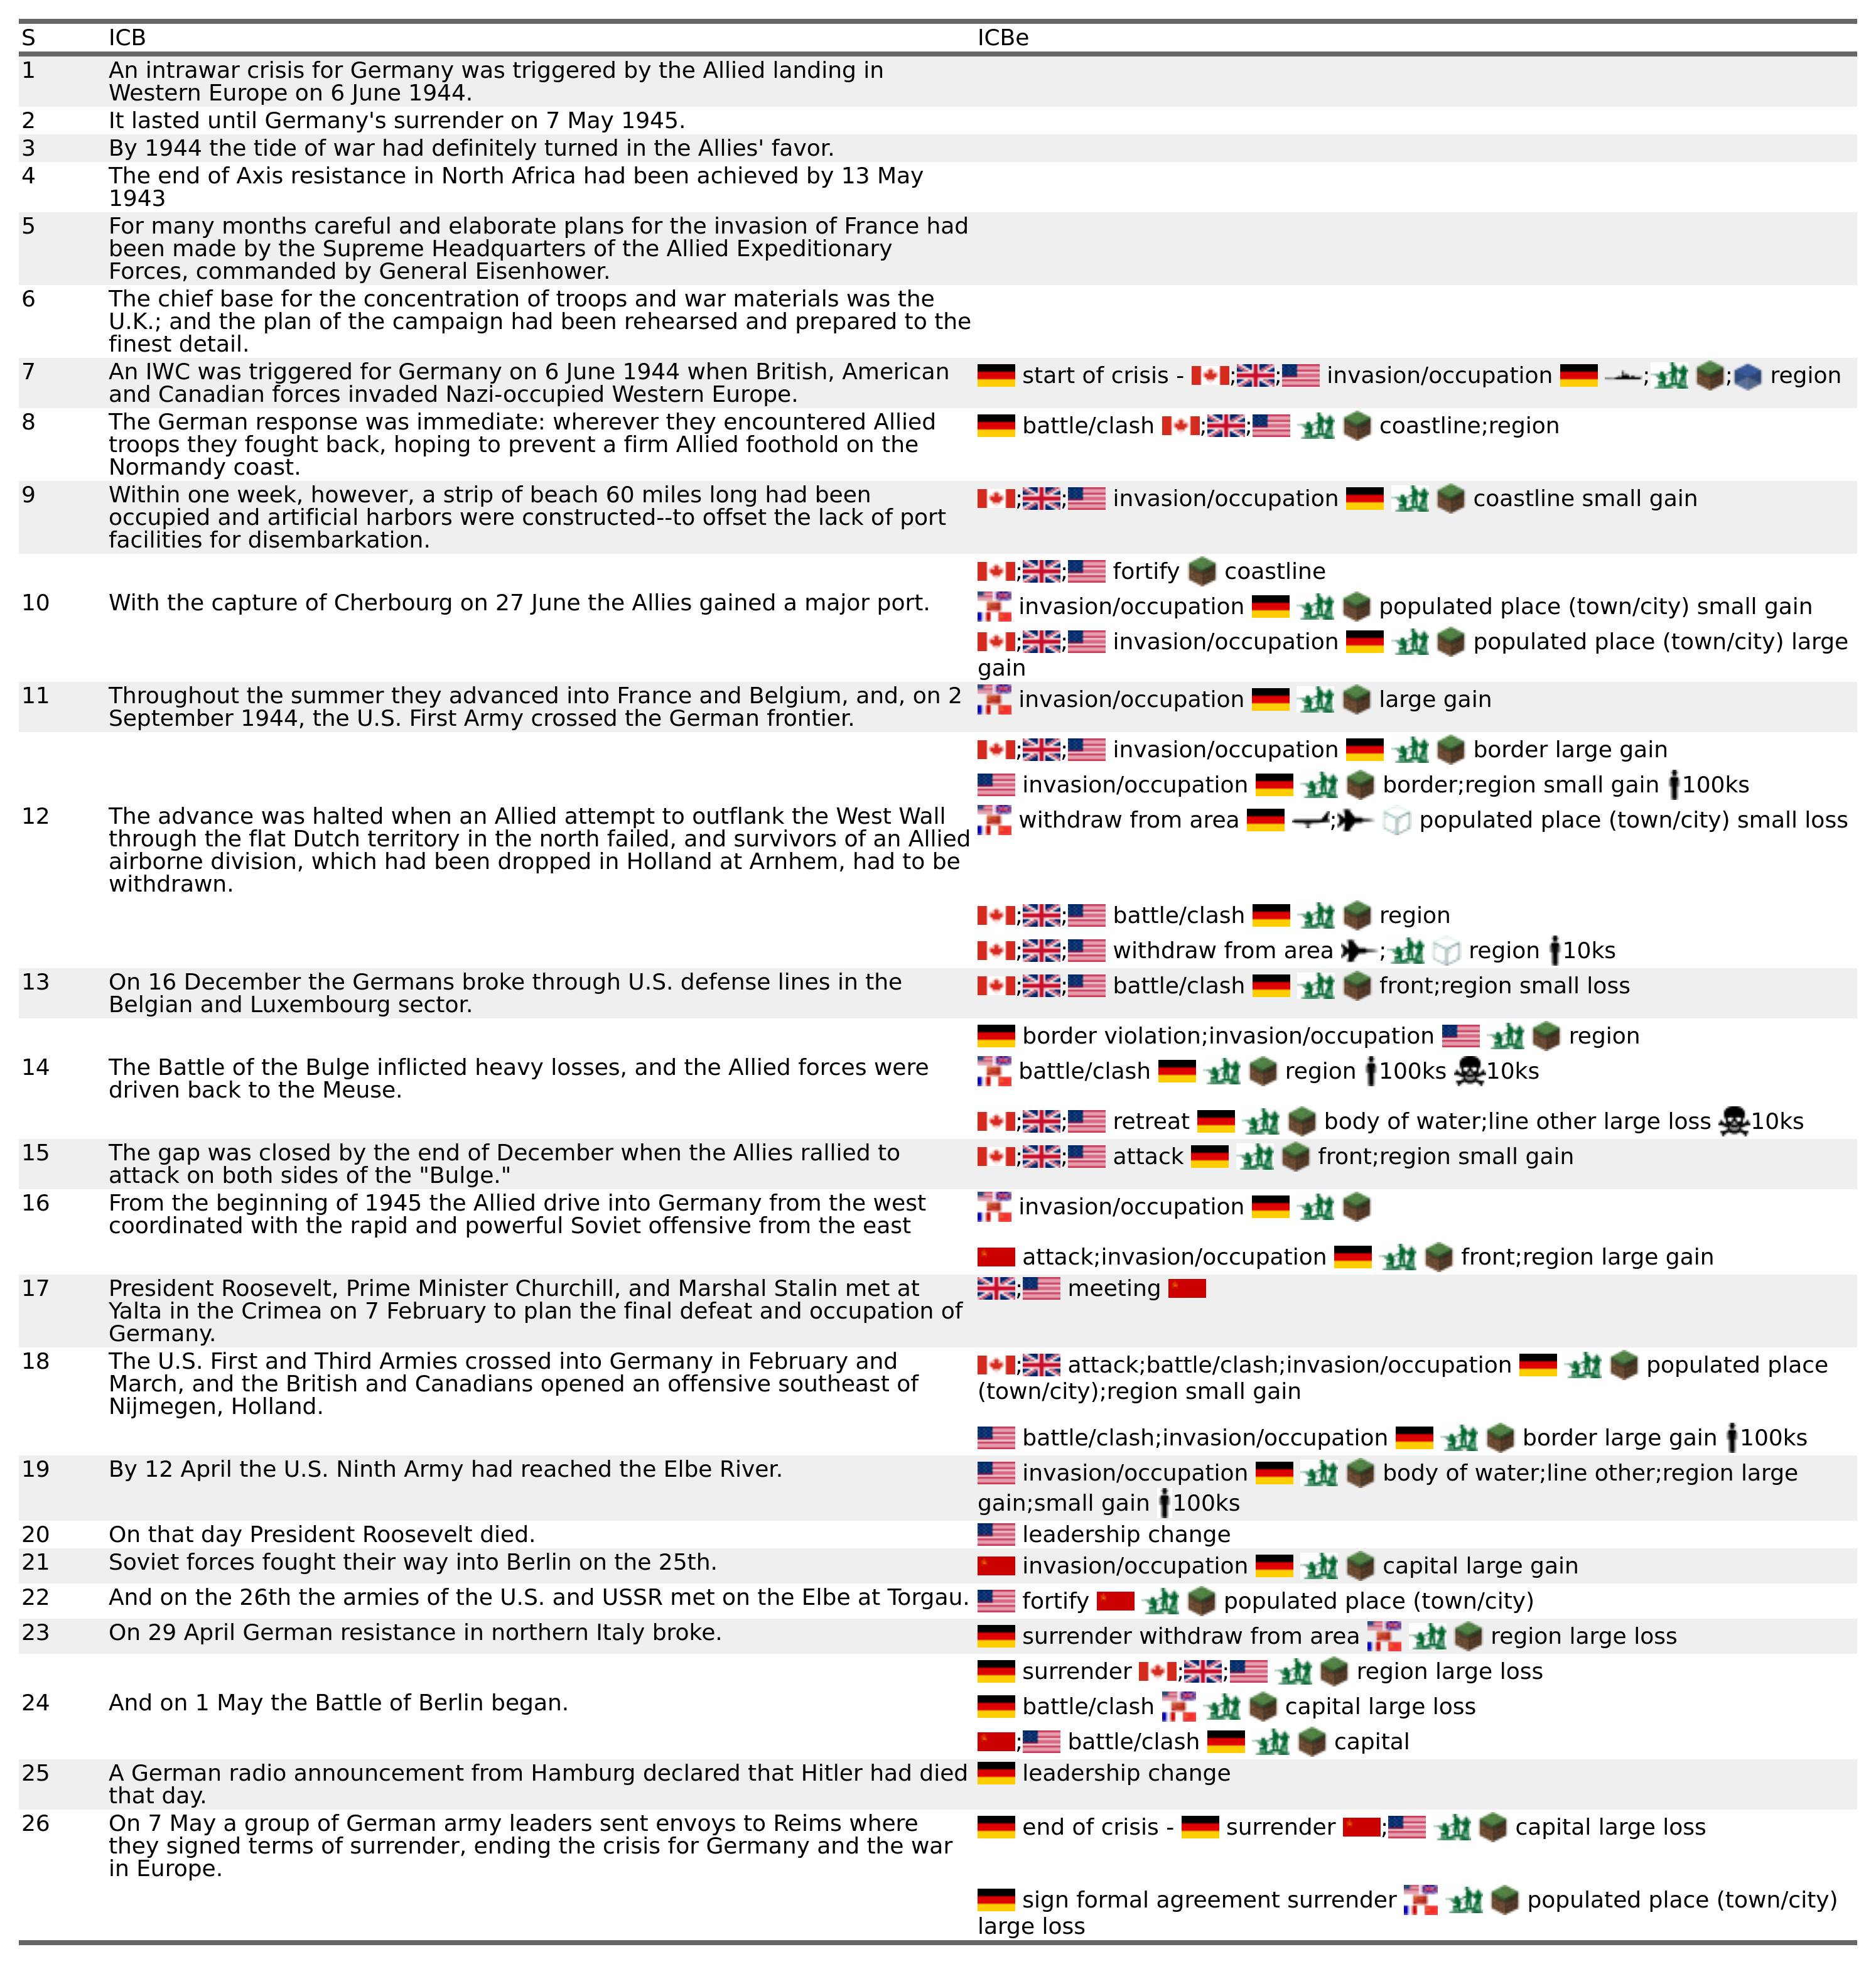 S ICB ICBe
1 An intrawar crisis for Germany was triggered by the Allied landing in
Western Europe on 6 June 1944.
2 It lasted until Germany's surrender on 7 May 1945.
3 By 1944 the tide of war had definitely turned in the Allies' favor.
4 The end of Axis resistance in North Africa had been achieved by 13 May
1943
5 For many months careful and elaborate plans for the invasion of France had
been made by the Supreme Headquarters of the Allied Expeditionary
Forces, commanded by General Eisenhower.
6 The chief base for the concentration of troops and war materials was the
U.K.; and the plan of the campaign had been rehearsed and prepared to the
finest detail.
7 An IWC was triggered for Germany on 6 June 1944 when British, American
and Canadian forces invaded Nazi-occupied Western Europe.
start of crisis - ; ; invasion/occupation ; ; region
8 The German response was immediate: wherever they encountered Allied
troops they fought back, hoping to prevent a firm Allied foothold on the
Normandy coast.
battle/clash ; ; coastline;region
9 Within one week, however, a strip of beach 60 miles long had been
occupied and artificial harbors were constructed--to offset the lack of port
facilities for disembarkation.
; ; invasion/occupation coastline small gain
; ; fortify coastline
10 With the capture of Cherbourg on 27 June the Allies gained a major port.
invasion/occupation populated place (town/city) small gain
; ; invasion/occupation populated place (town/city) large
gain
11 Throughout the summer they advanced into France and Belgium, and, on 2
September 1944, the U.S. First Army crossed the German frontier.
invasion/occupation large gain
; ; invasion/occupation border large gain
invasion/occupation border;region small gain 100ks
12 The advance was halted when an Allied attempt to outflank the West Wall
through the flat Dutch territory in the north failed, and survivors of an Allied
airborne division, which had been dropped in Holland at Arnhem, had to be
withdrawn.
withdraw from area ; populated place (town/city) small loss
; ; battle/clash region
; ; withdraw from area ; region 10ks
13 On 16 December the Germans broke through U.S. defense lines in the
Belgian and Luxembourg sector.
; ; battle/clash front;region small loss
border violation;invasion/occupation region
14 The Battle of the Bulge inflicted heavy losses, and the Allied forces were
driven back to the Meuse.
battle/clash region 100ks 10ks
; ; retreat body of water;line other large loss 10ks
15 The gap was closed by the end of December when the Allies rallied to
attack on both sides of the "Bulge."
; ; attack front;region small gain
16 From the beginning of 1945 the Allied drive into Germany from the west
coordinated with the rapid and powerful Soviet offensive from the east
invasion/occupation
attack;invasion/occupation front;region large gain
17 President Roosevelt, Prime Minister Churchill, and Marshal Stalin met at
Yalta in the Crimea on 7 February to plan the final defeat and occupation of
Germany.
; meeting
18 The U.S. First and Third Armies crossed into Germany in February and
March, and the British and Canadians opened an offensive southeast of
Nijmegen, Holland.
; attack;battle/clash;invasion/occupation populated place
(town/city);region small gain
battle/clash;invasion/occupation border large gain 100ks
19 By 12 April the U.S. Ninth Army had reached the Elbe River.
invasion/occupation body of water;line other;region large
gain;small gain 100ks
20 On that day President Roosevelt died.
leadership change
21 Soviet forces fought their way into Berlin on the 25th.
invasion/occupation capital large gain
22 And on the 26th the armies of the U.S. and USSR met on the Elbe at Torgau.
fortify populated place (town/city)
23 On 29 April German resistance in northern Italy broke.
surrender withdraw from area region large loss
surrender ; ; region large loss
24 And on 1 May the Battle of Berlin began.
battle/clash capital large loss
; battle/clash capital
25 A German radio announcement from Hamburg declared that Hitler had died
that day.
leadership change
26 On 7 May a group of German army leaders sent envoys to Reims where
they signed terms of surrender, ending the crisis for Germany and the war
in Europe.
end of crisis - surrender ; capital large loss
sign formal agreement surrender populated place (town/city)
large loss